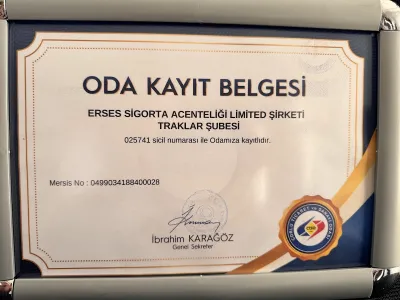 ODA KAYIT BELGESİ
ERSES SİGORTA ACENTELİĞİ LİMİTED ŞİRKETİ
TRAKLAR ŞUBESİ
025741 sicil numarası ile Odamıza kayıtlıdır.
Mersis No : 0499034188400028
İbrahim KARAGÖZ
Genel Sekreter